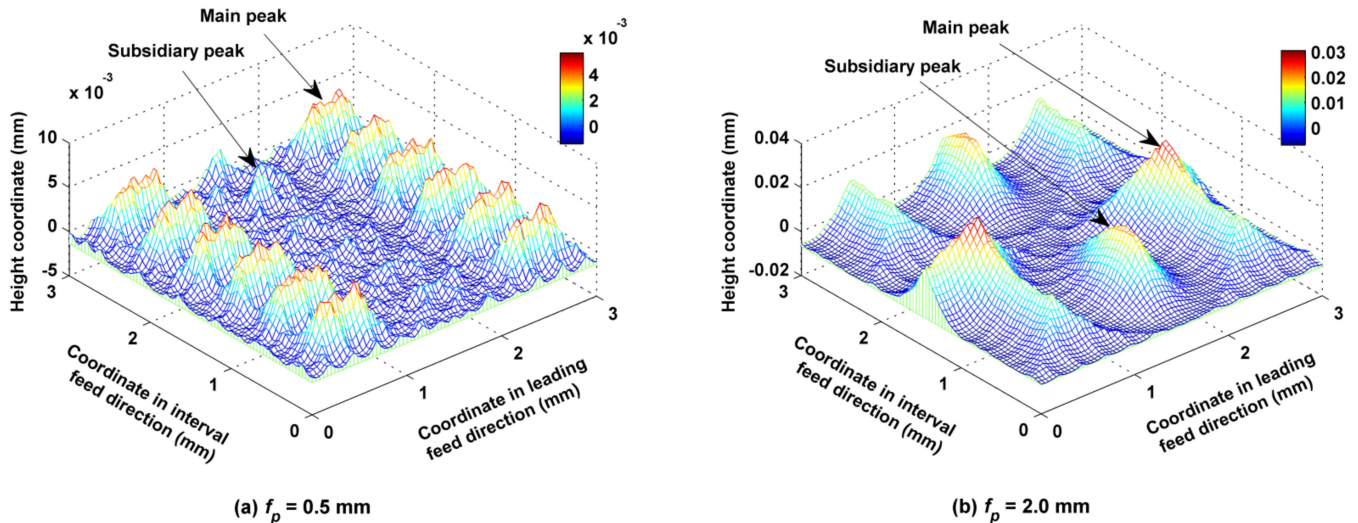 Main peak
Subsidiary peak
x 10⁻³
x 10⁻³
4
2
0
Height coordinate (mm)
10
5
0
-5
3
2
1
0
0
1
2
3
Coordinate in interval
feed direction (mm)
Coordinate in leading
feed direction (mm)
(a) fₚ = 0.5 mm
Main peak
Subsidiary peak
0.03
0.02
0.01
0
Height coordinate (mm)
0.04
0.02
0
-0.02
3
2
1
0
0
1
2
3
Coordinate in interval
feed direction (mm)
Coordinate in leading
feed direction (mm)
(b) fₚ = 2.0 mm